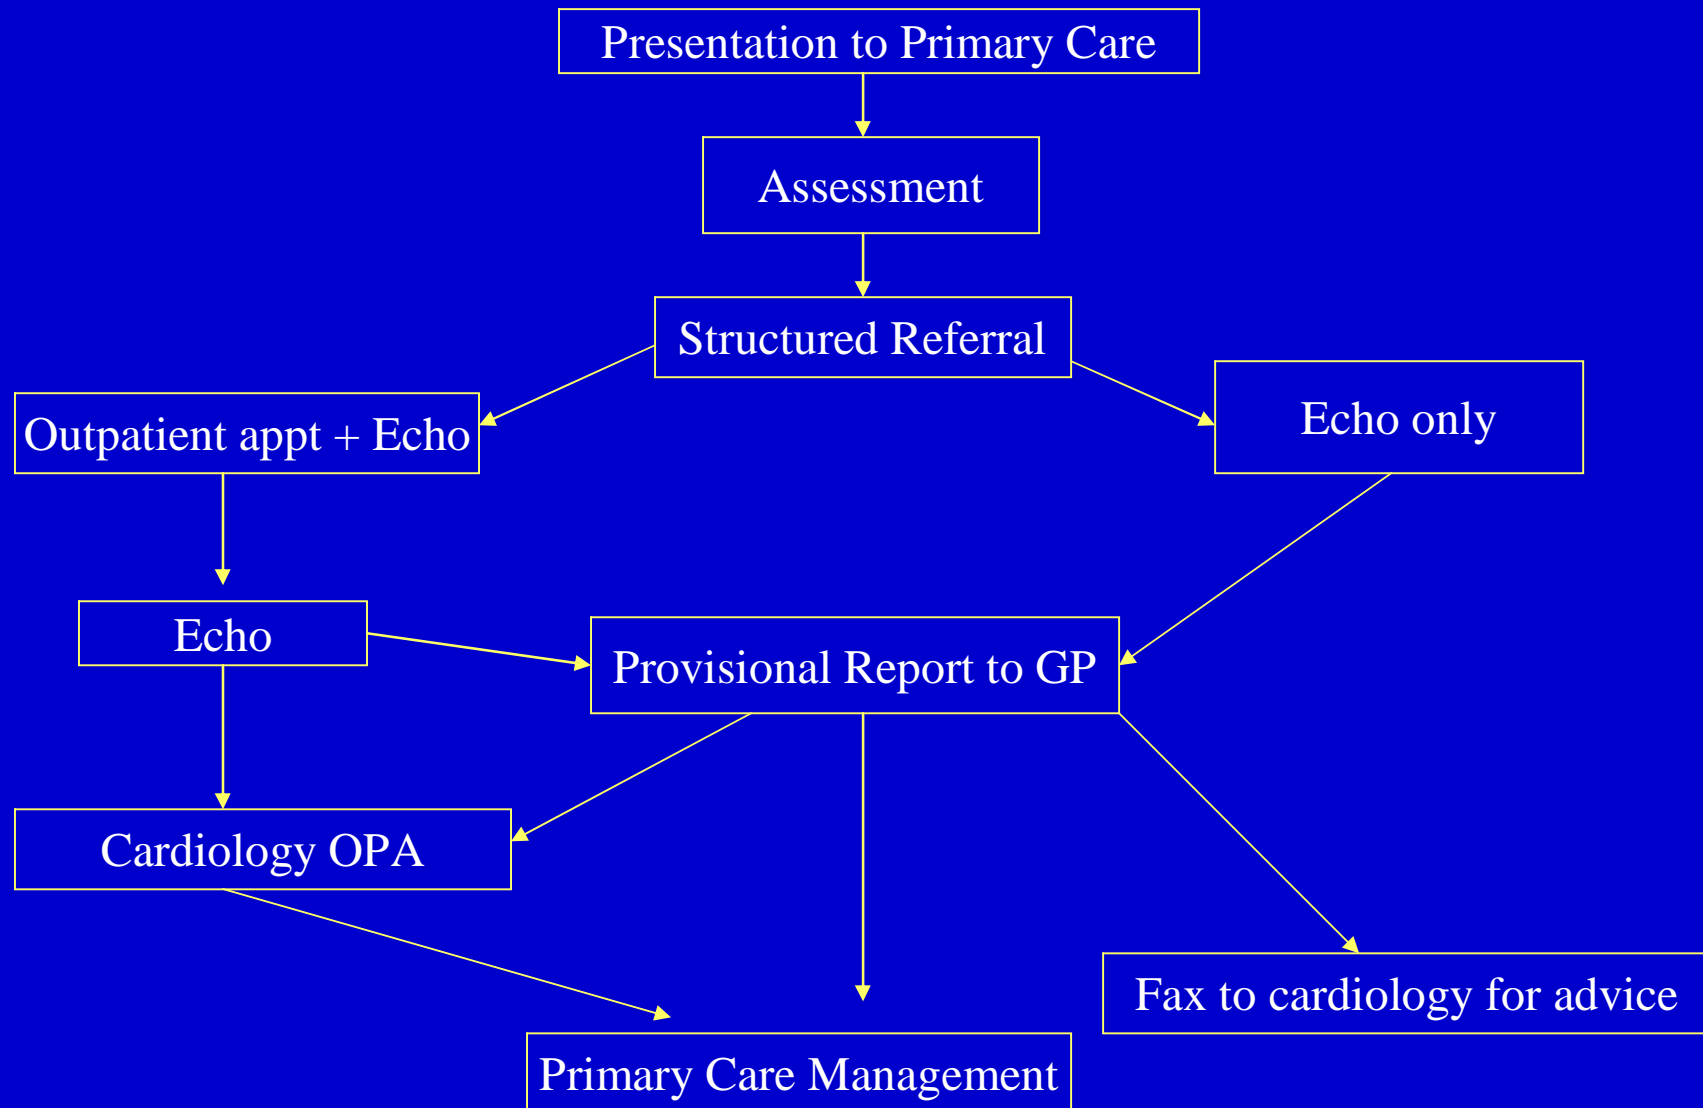 Presentation to Primary Care
Assessment
Structured Referral
Outpatient appt + Echo
Echo only
Echo
Provisional Report to GP
Cardiology OPA
Fax to cardiology for advice
Primary Care Management